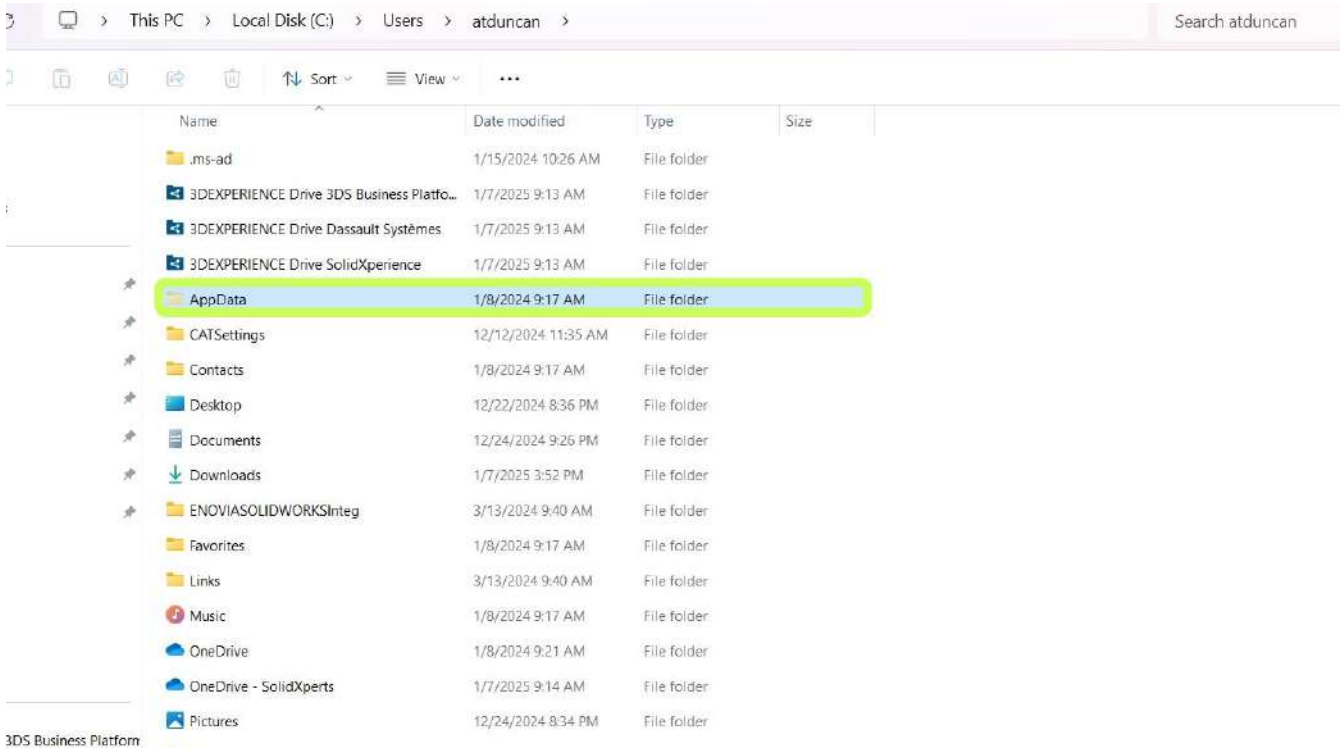 This PC > Local Disk (C:) > Users > atduncan > Search atduncan
Sort View ...
Name Date modified Type Size
.ms-ad 1/15/2024 10:26 AM File folder
3DEXPERIENCE Drive 3DS Business Platfo... 1/7/2025 9:13 AM File folder
3DEXPERIENCE Drive Dassault Systèmes 1/7/2025 9:13 AM File folder
3DEXPERIENCE Drive SolidXperience 1/7/2025 9:13 AM File folder
AppData 1/8/2024 9:17 AM File folder
CATSettings 12/12/2024 11:35 AM File folder
Contacts 1/8/2024 9:17 AM File folder
Desktop 12/22/2024 8:36 PM File folder
Documents 12/24/2024 9:26 PM File folder
Downloads 1/7/2025 3:52 PM File folder
ENOVIASOLIDWORKSInteg 3/13/2024 9:40 AM File folder
Favorites 1/8/2024 9:17 AM File folder
Links 3/13/2024 9:40 AM File folder
Music 1/8/2024 9:17 AM File folder
OneDrive 1/8/2024 9:21 AM File folder
OneDrive - SolidXperts 1/7/2025 9:14 AM File folder
Pictures 12/24/2024 8:34 PM File folder
3DS Business Platform